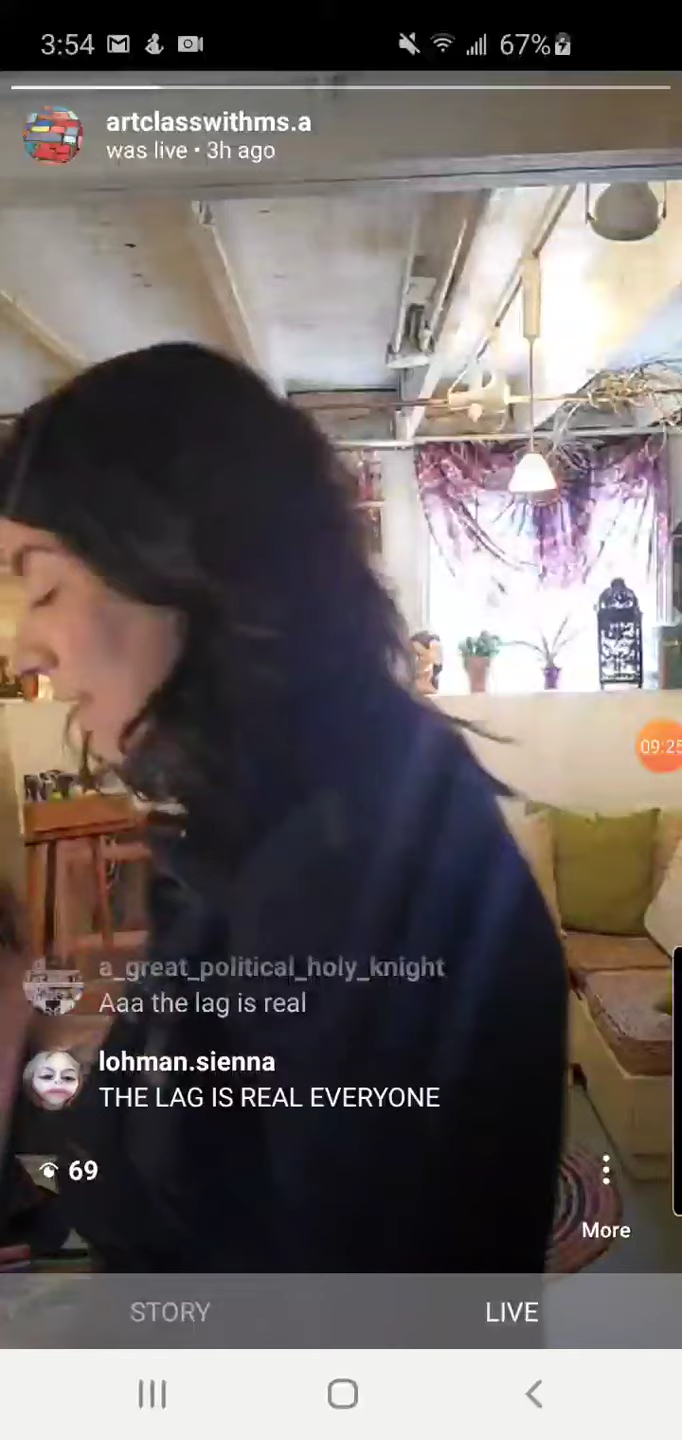 3:54
67%
artclasswithms.a
was live • 3h ago
09:25
a_great_political_holy_knight
Aaa the lag is real
lohman.sienna
THE LAG IS REAL EVERYONE
69
More
STORY
LIVE